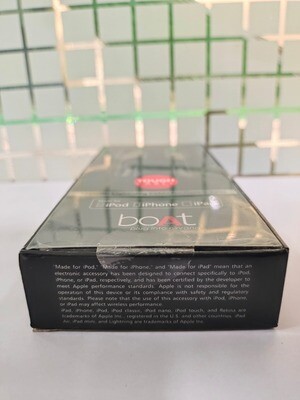 TOUGH
iPod iPhone iPad
boAt
"Made for iPod," "Made for iPhone," and "Made for iPad" mean that an
electronic accessory has been designed to connect specifically to iPod,
iPhone, or iPad, respectively, and has been certified by the developer to
meet Apple performance standards. Apple is not responsible for the
operation of this device or its compliance with safety and regulatory
standards. Please note that the use of this accessory with iPod, iPhone,
or iPad may affect wireless performance.
iPad, iPhone, iPod, iPod classic, iPod nano, iPod touch, and Retina are
trademarks of Apple Inc., registered in the U.S. and other countries. iPad
Air, iPad mini, and Lightning are trademarks of Apple Inc.